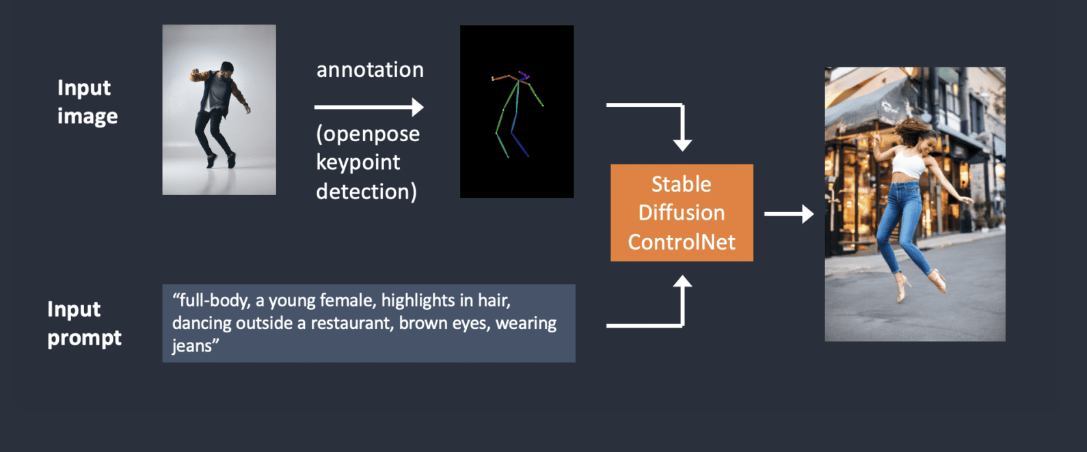 Input
image
annotation
(openpose
keypoint
detection)
Stable
Diffusion
ControlNet
Input
prompt
“full-body, a young female, highlights in hair,
dancing outside a restaurant, brown eyes, wearing
jeans”